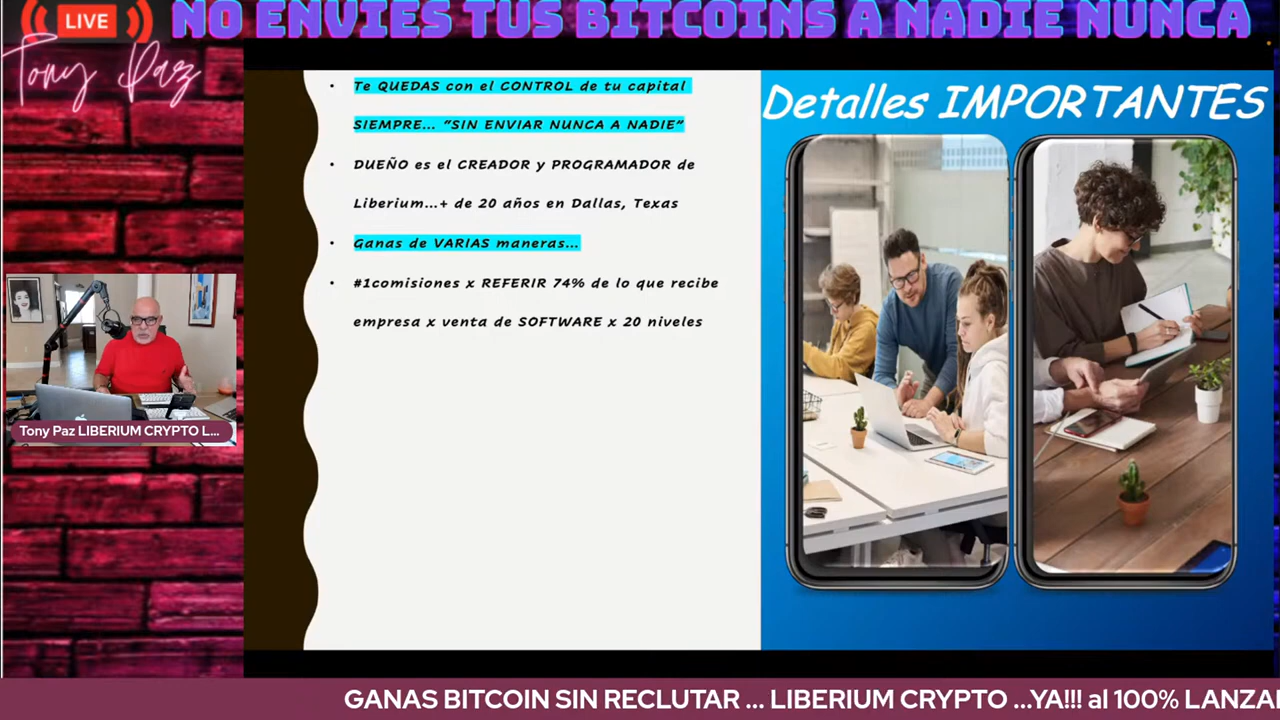 LIVE
NO ENVIES TUS BITCOINS A NADIE NUNCA
Tony Paz
Te QUEDAS con el CONTROL de tu capital
SIEMPRE... "SIN ENVIAR NUNCA A NADIE"
DUEÑO es el CREADOR y PROGRAMADOR de
Liberium...+ de 20 años en Dallas, Texas
Ganas de VARIAS maneras...
#1comisiones x REFERIR 74% de lo que recibe
empresa x venta de SOFTWARE x 20 niveles
Detalles IMPORTANTES
Tony Paz LIBERIUM CRYPTO L...
GANAS BITCOIN SIN RECLUTAR ... LIBERIUM CRYPTO ...YA!!! al 100% LANZA